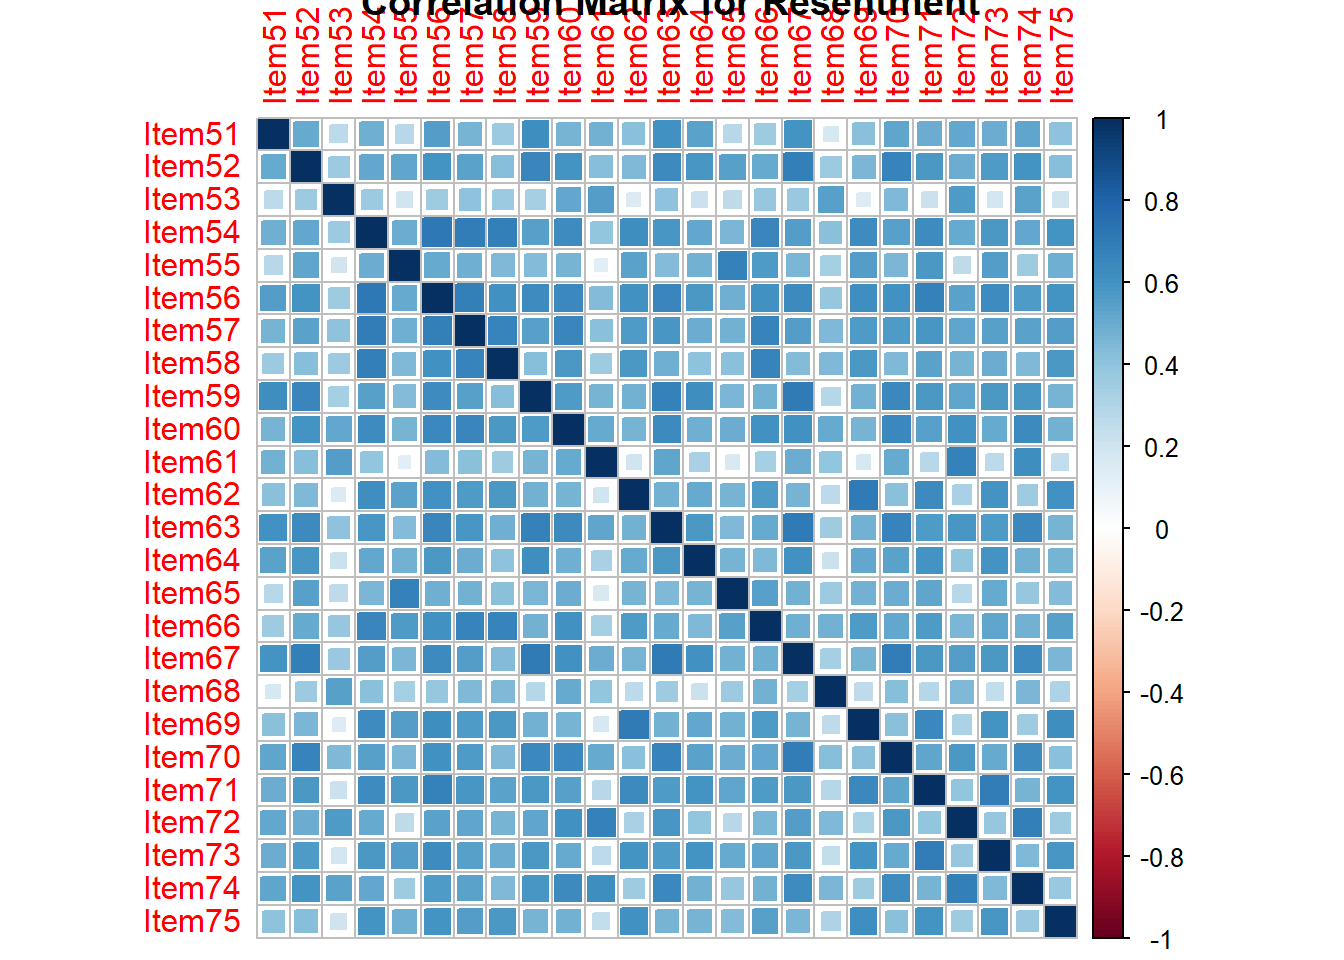 Correlation Matrix for Resentment
Item51 Item52 Item53 Item54 Item55 Item56 Item57 Item58 Item59 Item60 Item61 Item62 Item63 Item64 Item65 Item66 Item67 Item68 Item69 Item70 Item71 Item72 Item73 Item74 Item75
Item51
Item52
Item53
Item54
Item55
Item56
Item57
Item58
Item59
Item60
Item61
Item62
Item63
Item64
Item65
Item66
Item67
Item68
Item69
Item70
Item71
Item72
Item73
Item74
Item75
1
0.8
0.6
0.4
0.2
0
-0.2
-0.4
-0.6
-0.8
-1